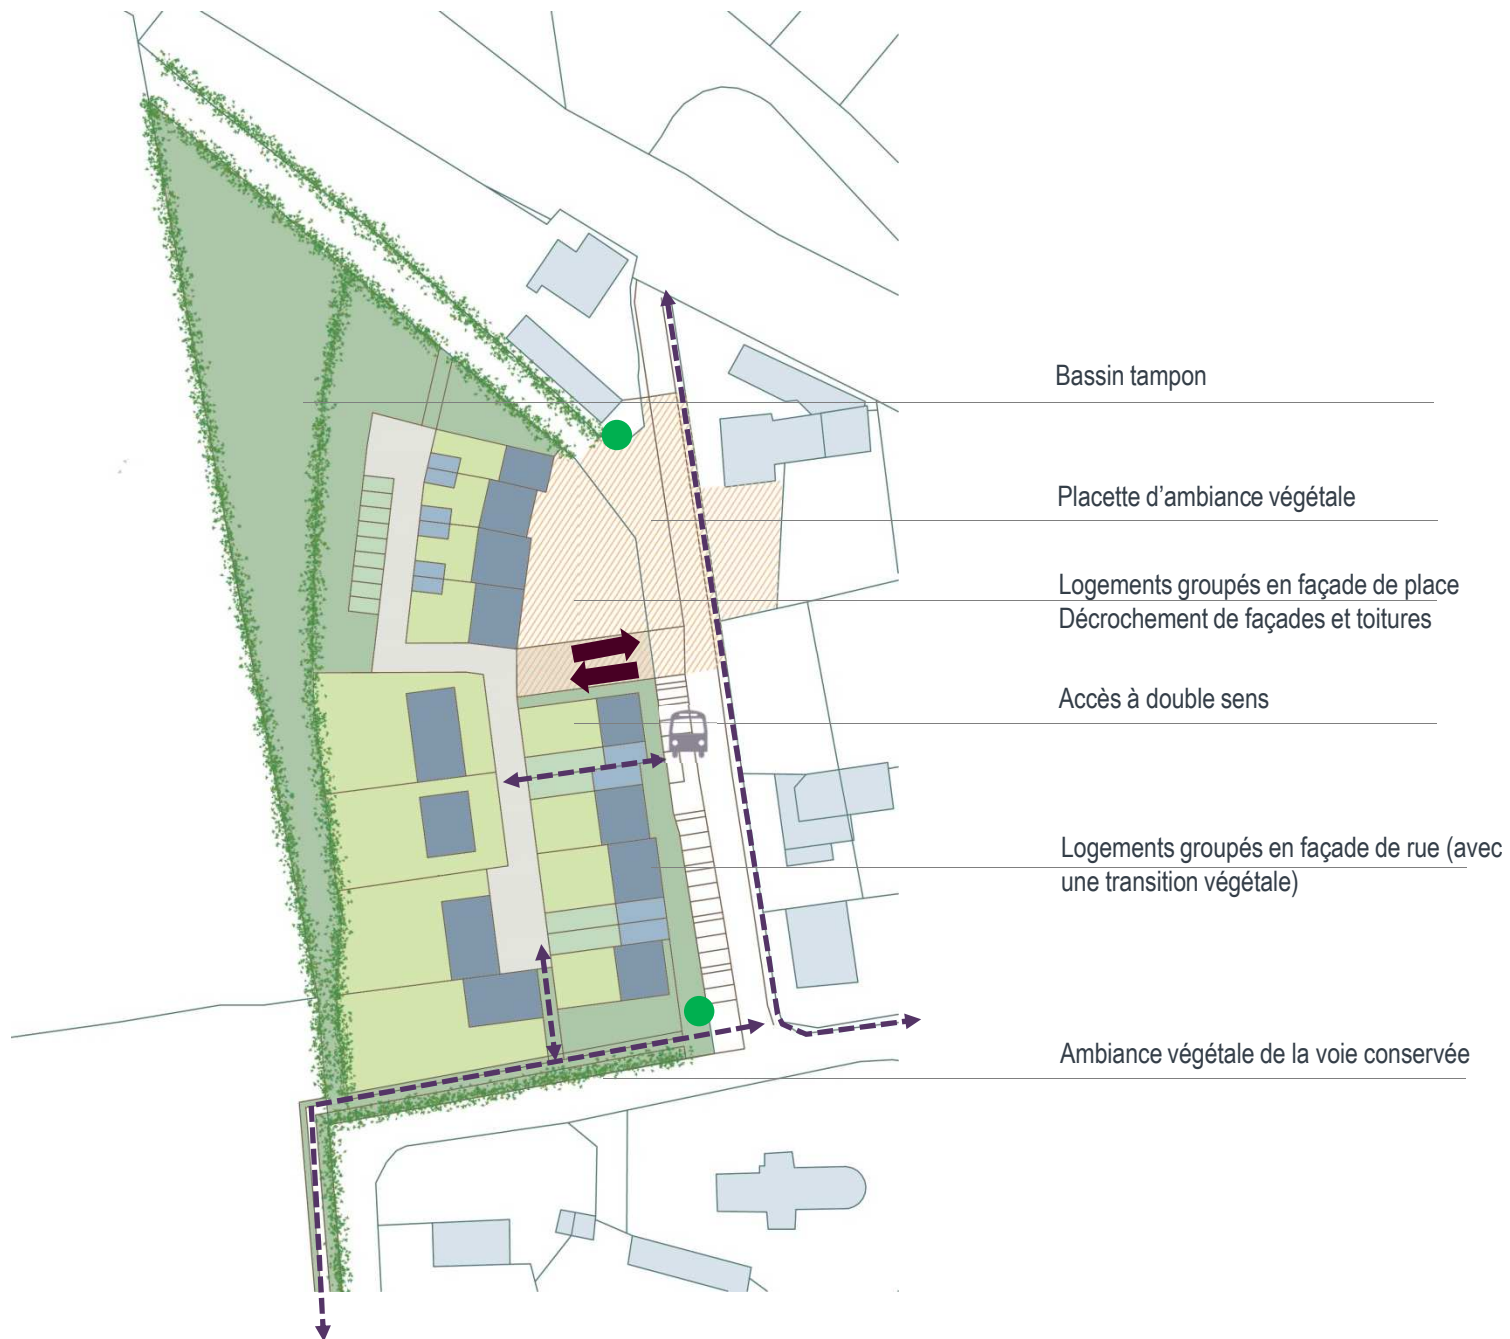 Bassin tampon
Placette d'ambiance végétale
Logements groupés en façade de place
Décrochement de façades et toitures
Accès à double sens
Logements groupés en façade de rue (avec
une transition végétale)
Ambiance végétale de la voie conservée